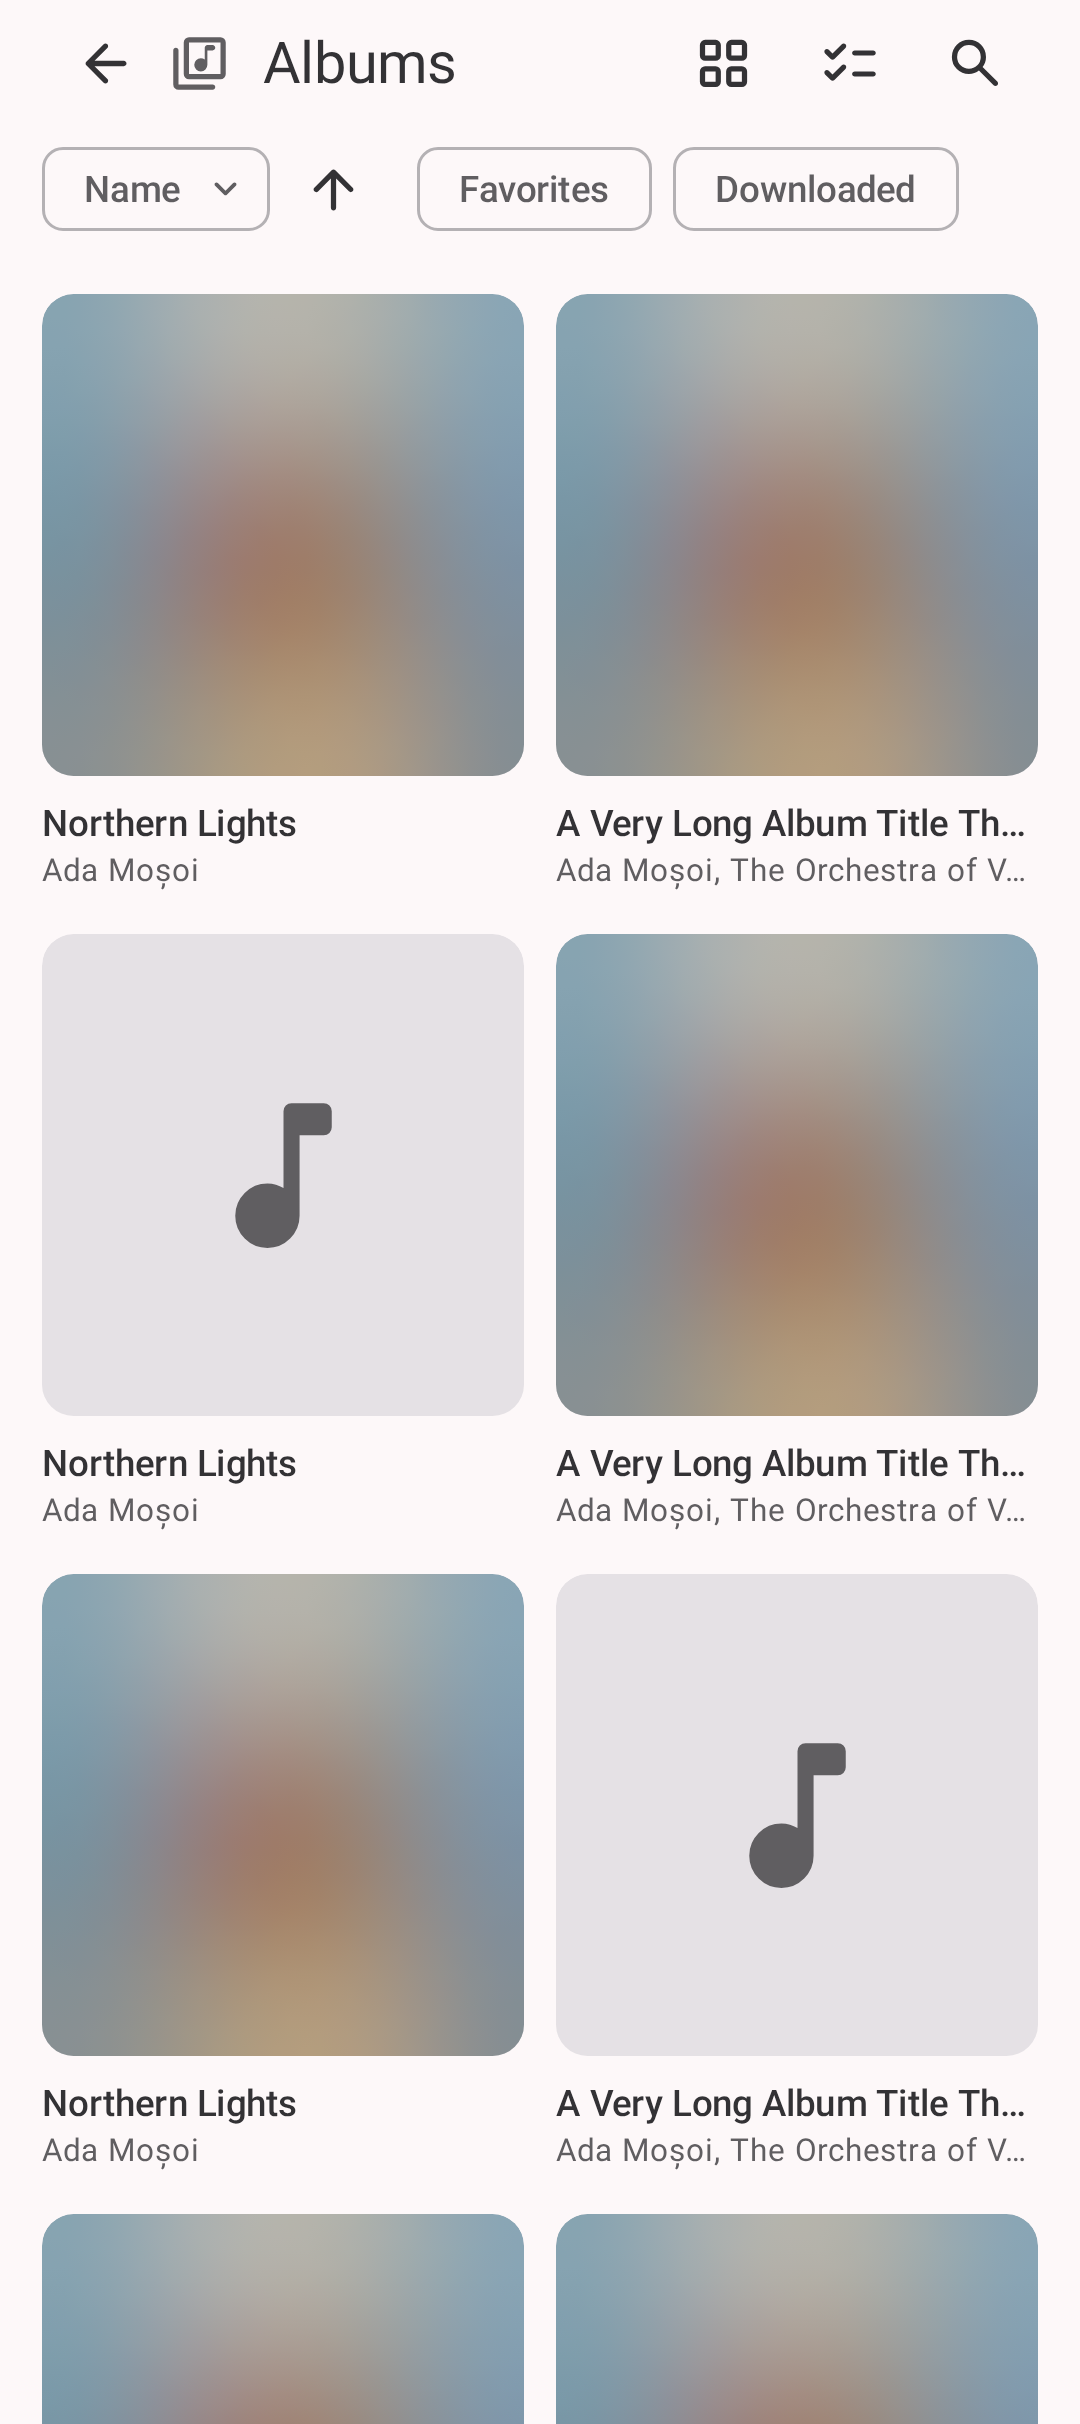 Albums
Name
Favorites
Downloaded
Northern Lights
Ada Moșoi
A Very Long Album Title Th...
Ada Moșoi, The Orchestra of V...
Northern Lights
Ada Moșoi
A Very Long Album Title Th...
Ada Moșoi, The Orchestra of V...
Northern Lights
Ada Moșoi
A Very Long Album Title Th...
Ada Moșoi, The Orchestra of V...